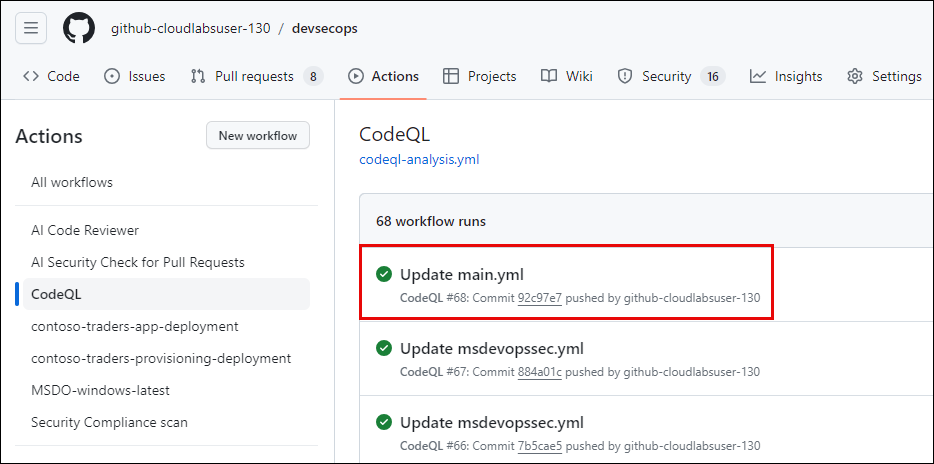 github-cloudlabsuser-130 / devsecops
Code Issues Pull requests 8 Actions Projects Wiki Security 16 Insights Settings
Actions
New workflow
All workflows
AI Code Reviewer
AI Security Check for Pull Requests
CodeQL
contoso-traders-app-deployment
contoso-traders-provisioning-deployment
MSDO-windows-latest
Security Compliance scan
CodeQL
codeql-analysis.yml
68 workflow runs
Update main.yml
CodeQL #68: Commit 92c97e7 pushed by github-cloudlabsuser-130
Update msdevopssec.yml
CodeQL #67: Commit 884a01c pushed by github-cloudlabsuser-130
Update msdevopssec.yml
CodeQL #66: Commit 7b5cae5 pushed by github-cloudlabsuser-130